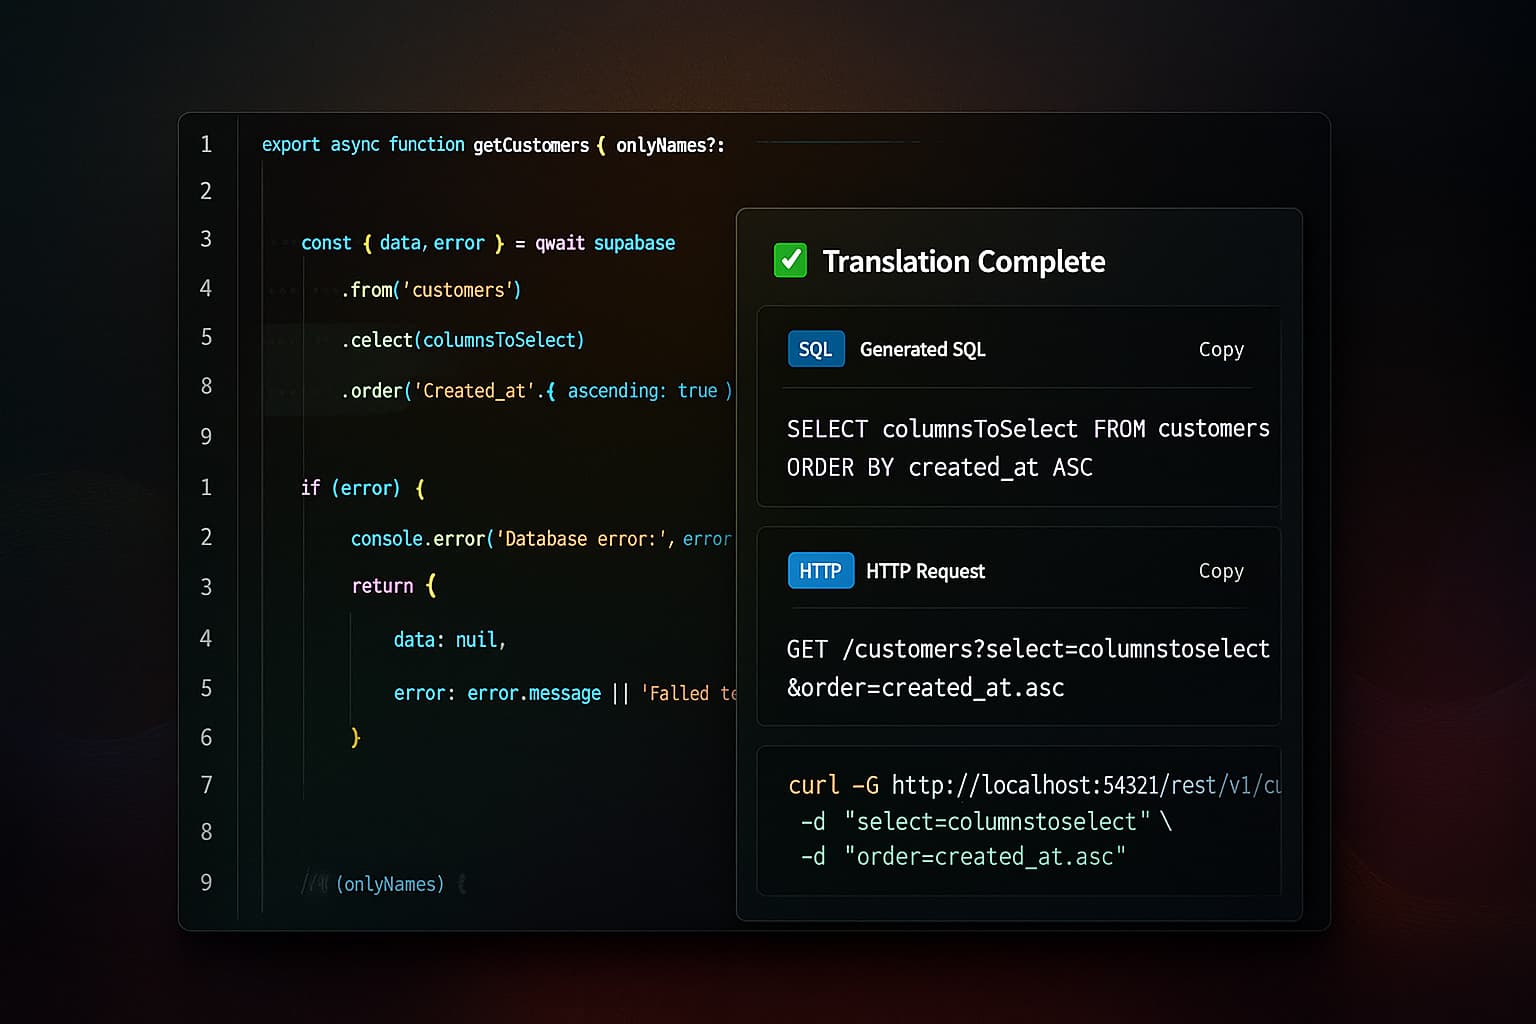 1 export async function getCustomers { onlyNames?:
2
3 const { data, error } = qwait supabase
4 .from('customers')
5 .celect(columnsToSelect)
8 .order('Created_at'.{ ascending: true )
9
1 if (error) {
2 console.error('Database error:', error
3 return {
4 data: nuil,
5 error: error.message || 'Falled te
6 }
7
8
9 (onlyNames) {
✅ Translation Complete
SQL Generated SQL Copy
SELECT columnsToSelect FROM customers
ORDER BY created_at ASC
HTTP HTTP Request Copy
GET /customers?select=columnstoselect
&order=created_at.asc
curl -G http://localhost:54321/rest/v1/cu
-d "select=columnstoselect" \
-d "order=created_at.asc"